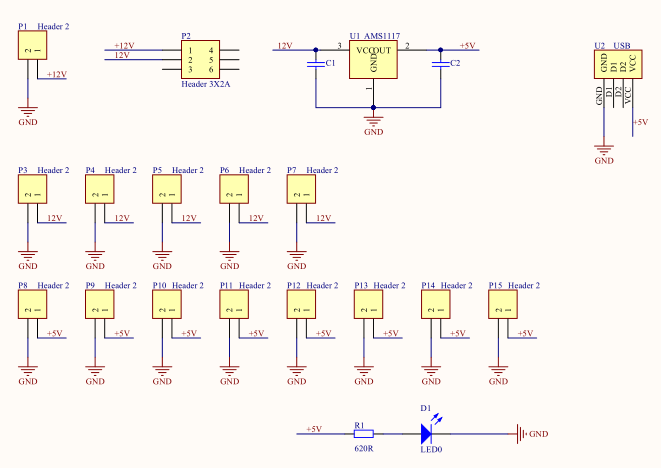 P1 Header 2
2 1
+12V
GND
P2
+12V 1 4
12V 2 5
3 6
Header 3X2A
U1 AMS1117
12V 3 VCC OUT 2 +5V
GND
C1 C2
1
GND
U2 USB
GND D1 D2 VCC
GND D1 D2 VCC
+5V
GND
P3 Header 2 P4 Header 2 P5 Header 2 P6 Header 2 P7 Header 2
2 1 2 1 2 1 2 1 2 1
12V 12V 12V 12V 12V
GND GND GND GND GND
P8 Header 2 P9 Header 2 P10 Header 2 P11 Header 2 P12 Header 2 P13 Header 2 P14 Header 2 P15 Header 2
2 1 2 1 2 1 2 1 2 1 2 1 2 1 2 1
+5V +5V +5V +5V +5V +5V +5V +5V
GND GND GND GND GND GND GND GND
D1
+5V R1 GND
620R LED0